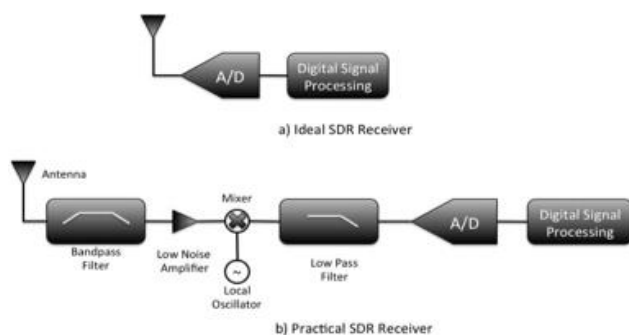 A/D
Digital Signal
Processing
a) Ideal SDR Receiver
Antenna
Bandpass
Filter
Low Noise
Amplifier
Mixer
~
Local
Oscillator
Low Pass
Filter
A/D
Digital Signal
Processing
b) Practical SDR Receiver